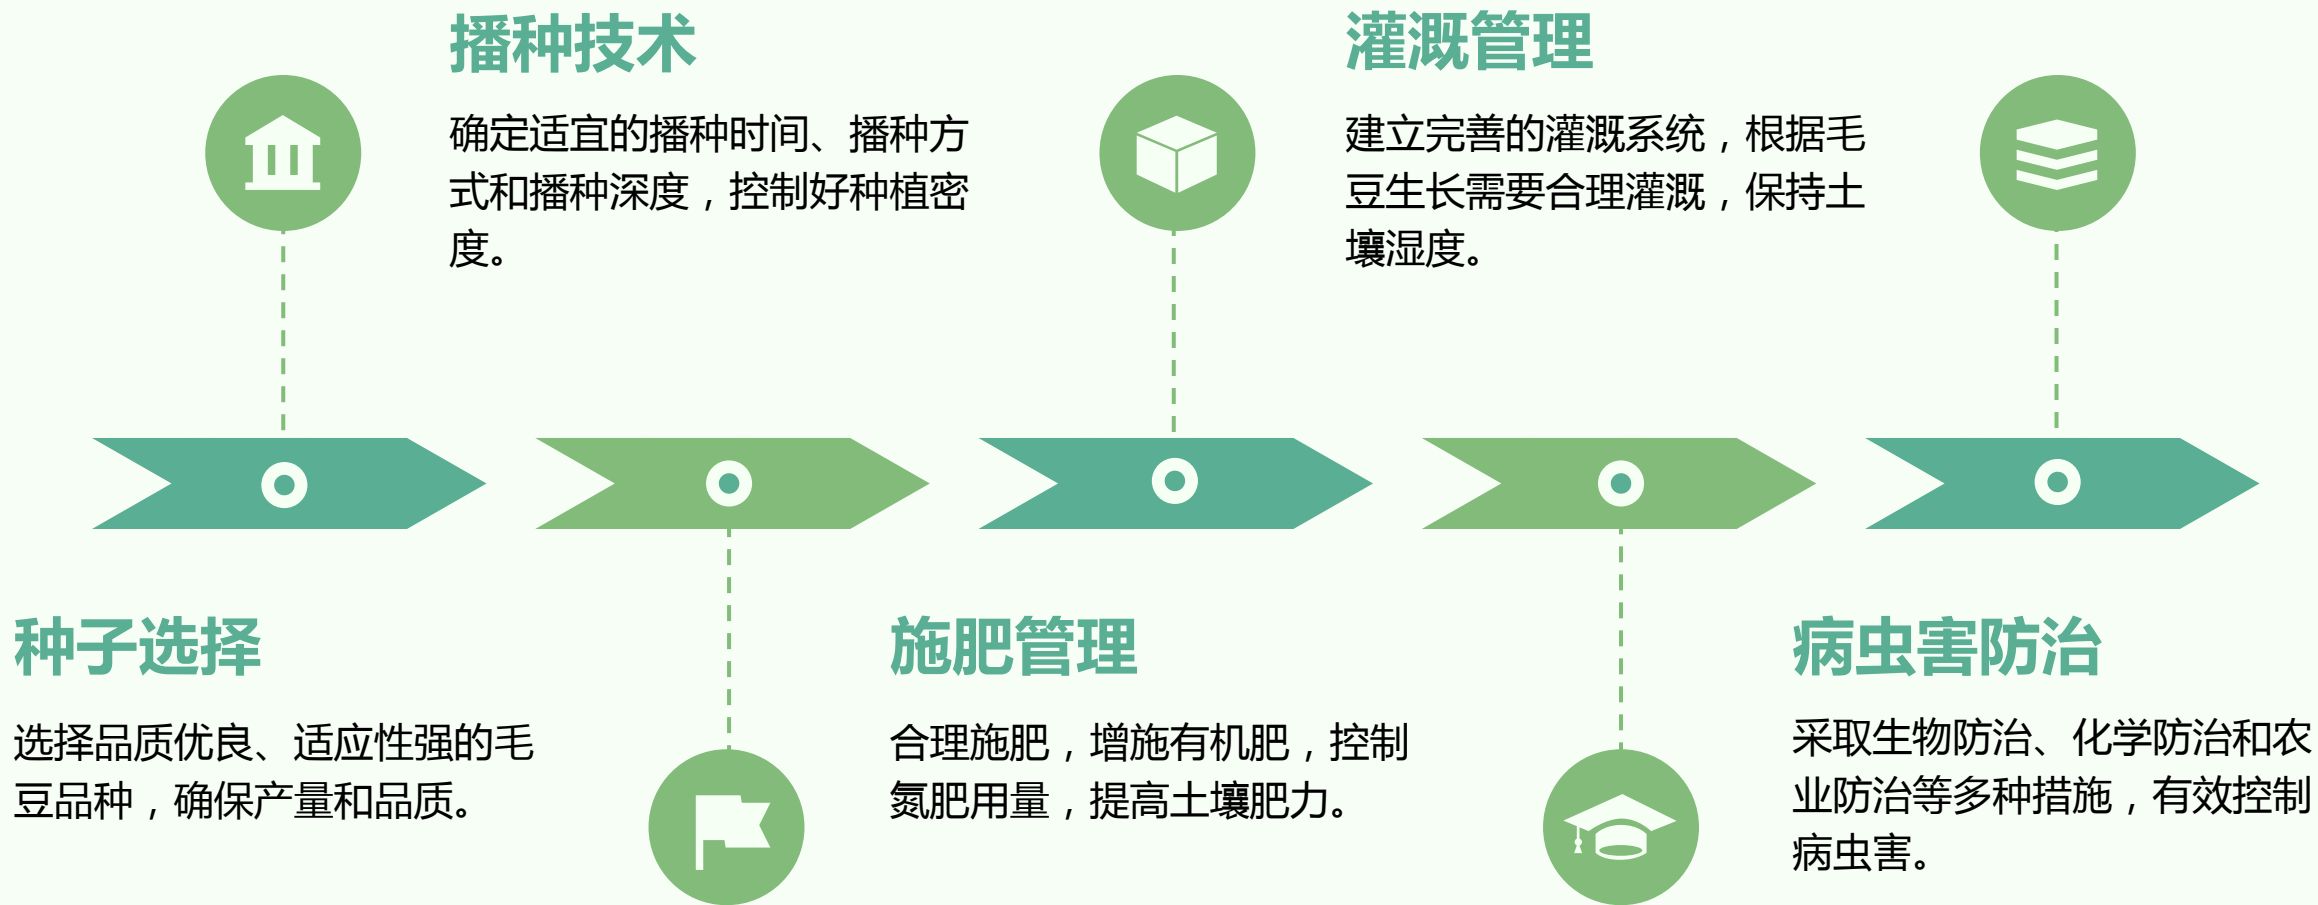 播种技术
确定适宜的播种时间、播种方
式和播种深度，控制好种植密
度。
灌溉管理
建立完善的灌溉系统，根据毛
豆生长需要合理灌溉，保持土
壤湿度。
种子选择
选择品质优良、适应性强的毛
豆品种，确保产量和品质。
施肥管理
合理施肥，增施有机肥，控制
氮肥用量，提高土壤肥力。
病虫害防治
采取生物防治、化学防治和农
业防治等多种措施，有效控制
病虫害。